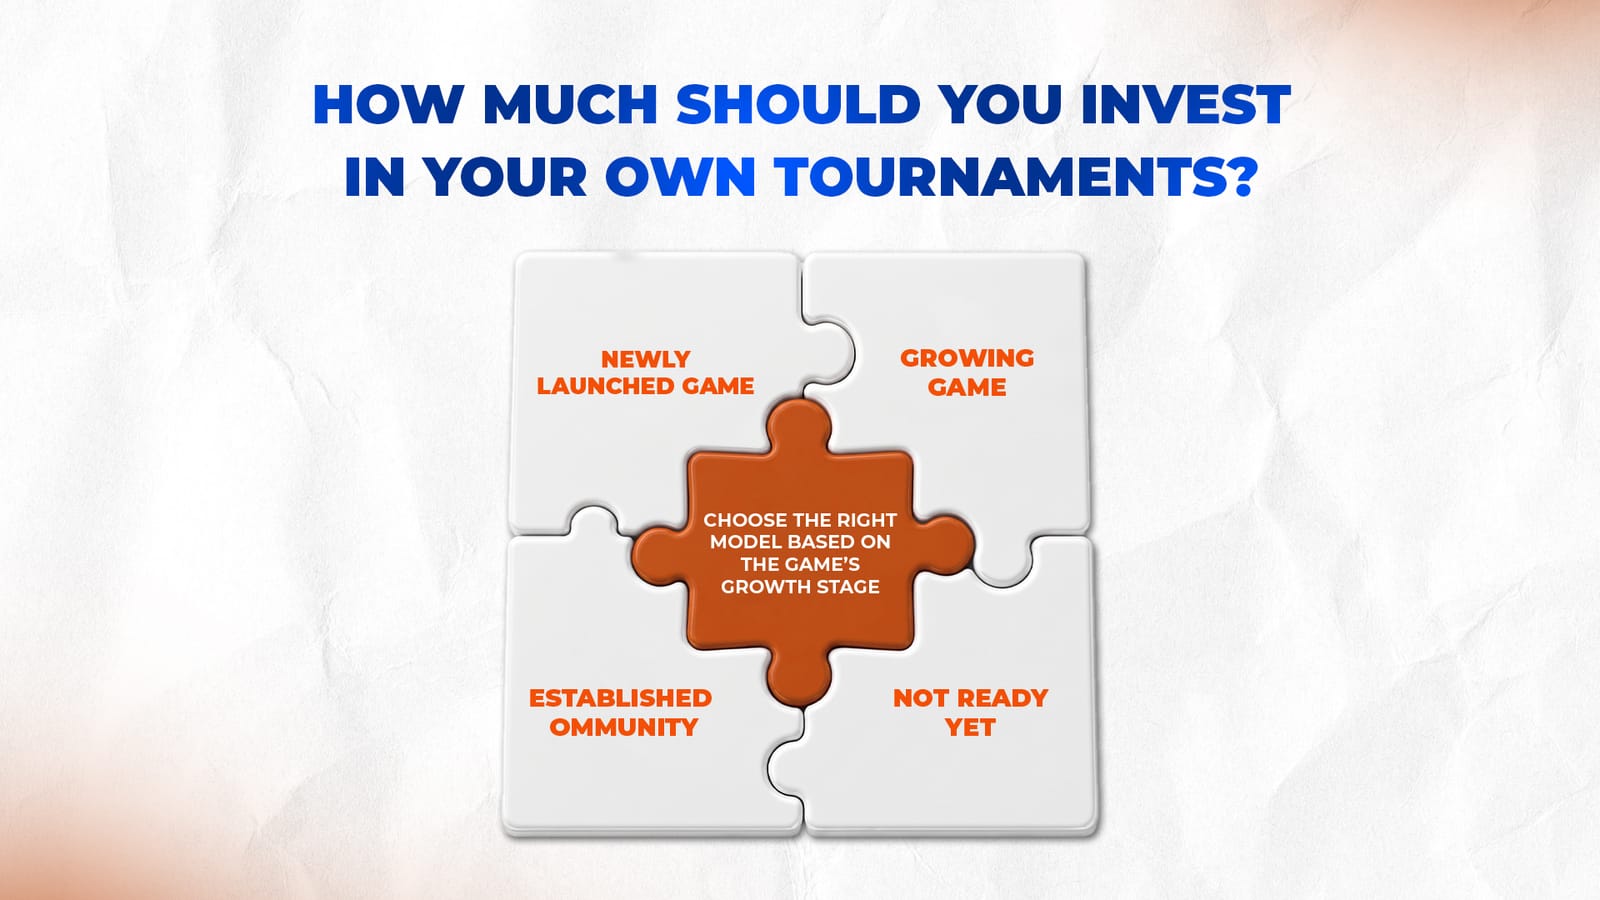 HOW MUCH SHOULD YOU INVEST
IN YOUR OWN TOURNAMENTS?
NEWLY
LAUNCHED GAME
GROWING
GAME
CHOOSE THE RIGHT
MODEL BASED ON
THE GAME'S
GROWTH STAGE
ESTABLISHED
OMMUNITY
NOT READY
YET